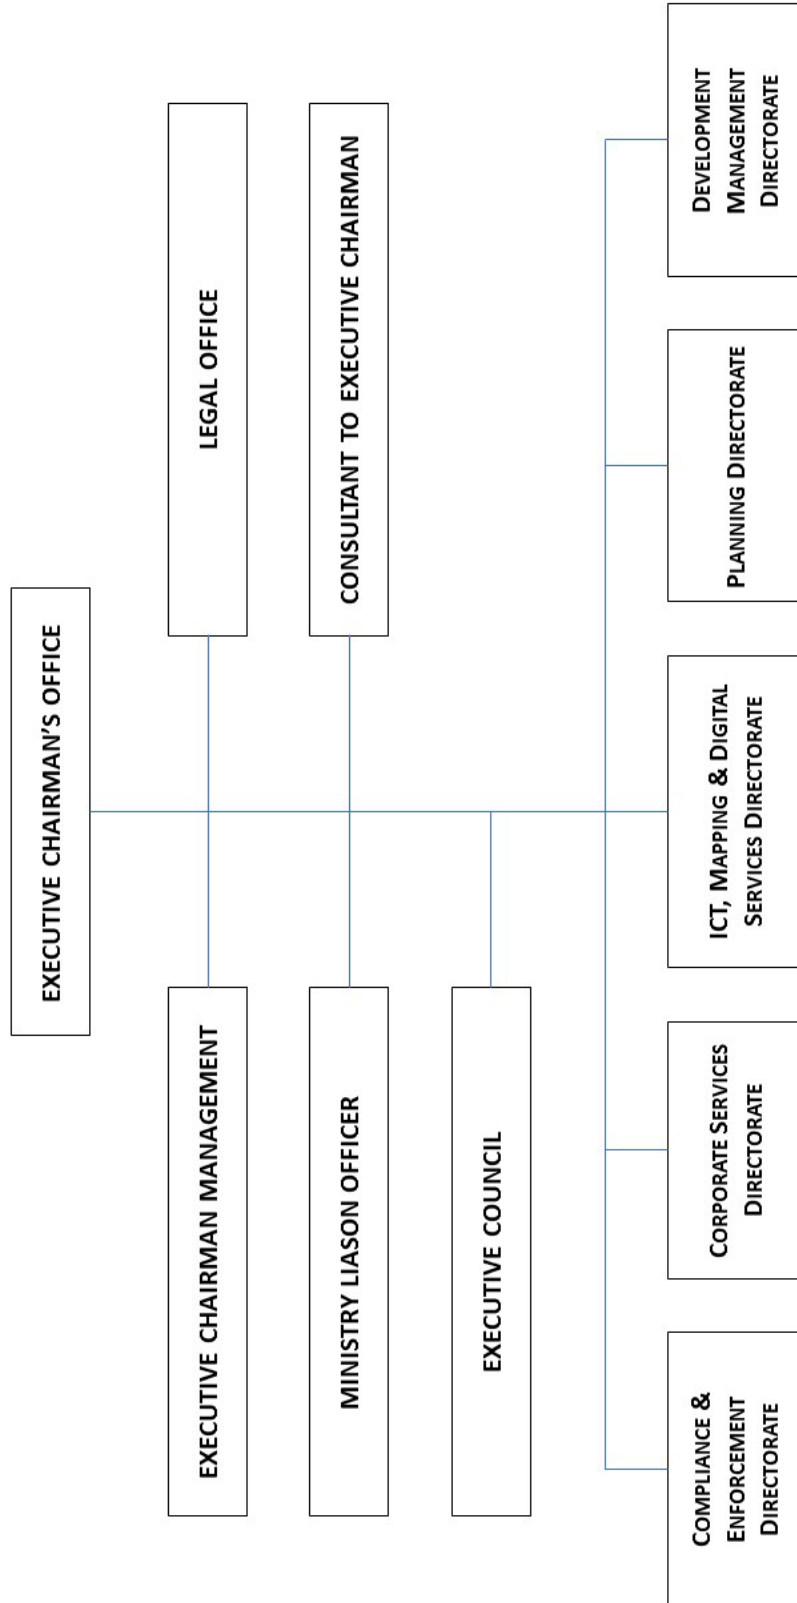 EXECUTIVE CHAIRMAN'S OFFICE
EXECUTIVE CHAIRMAN MANAGEMENT
LEGAL OFFICE
MINISTRY LIASON OFFICER
CONSULTANT TO EXECUTIVE CHAIRMAN
EXECUTIVE COUNCIL
COMPLIANCE &
ENFORCEMENT
DIRECTORATE
CORPORATE SERVICES
DIRECTORATE
ICT, MAPPING & DIGITAL
SERVICES DIRECTORATE
PLANNING DIRECTORATE
DEVELOPMENT
MANAGEMENT
DIRECTORATE